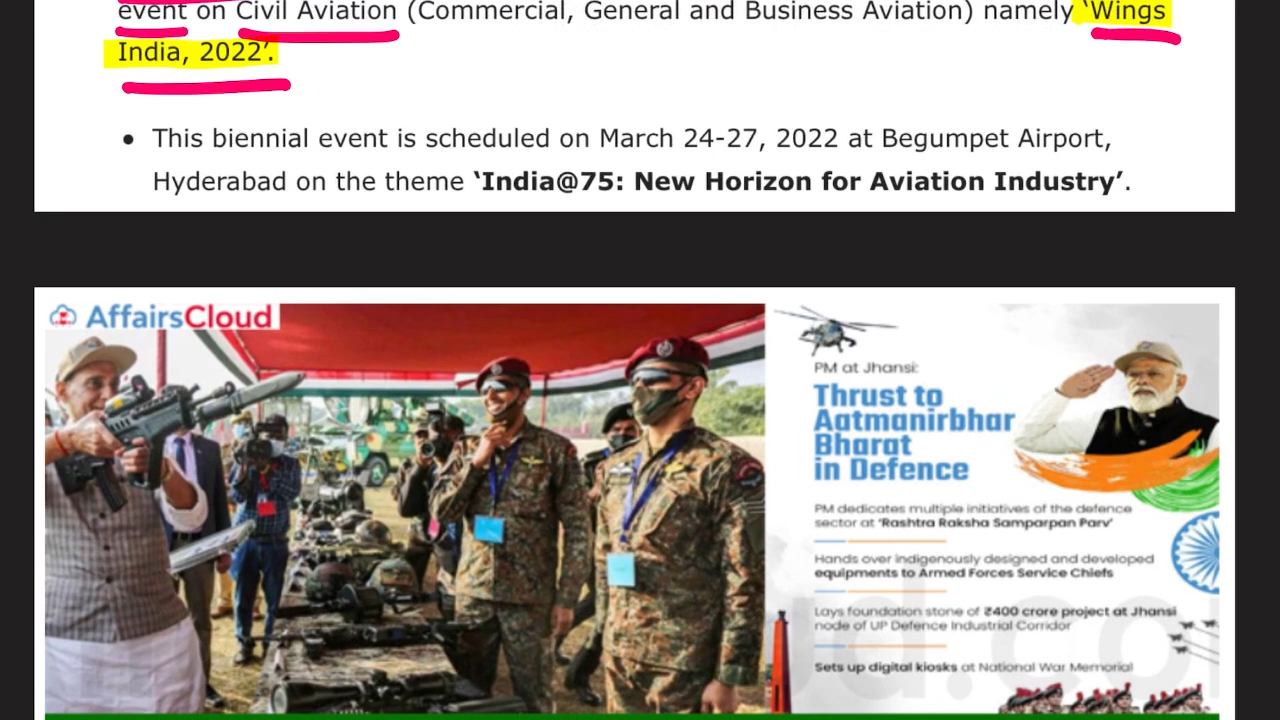 event on Civil Aviation (Commercial, General and Business Aviation) namely ‘Wings
India, 2022’.
• This biennial event is scheduled on March 24-27, 2022 at Begumpet Airport,
Hyderabad on the theme ‘India@75: New Horizon for Aviation Industry’.
AffairsCloud
PM at Jhansi:
Thrust to
Aatmanirbhar
Bharat
in Defence
PM dedicates multiple initiatives of the defence
sector at ‘Rashtra Raksha Samparpan Parv’
Hands over indigenously designed and developed
equipments to Armed Forces Service Chiefs
Lays foundation stone of ₹400 crore project at Jhansi
node of UP Defence Industrial Corridor
Sets up digital kiosks at National War Memorial